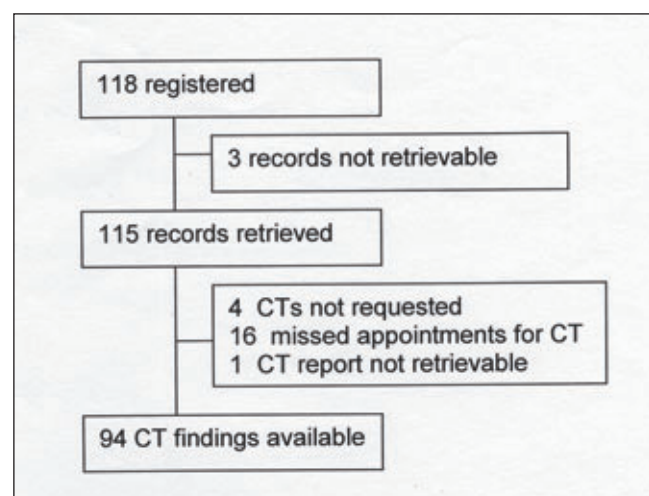 118 registered
3 records not retrievable
115 records retrieved
4 CTs not requested
16 missed appointments for CT
1 CT report not retrievable
94 CT findings available